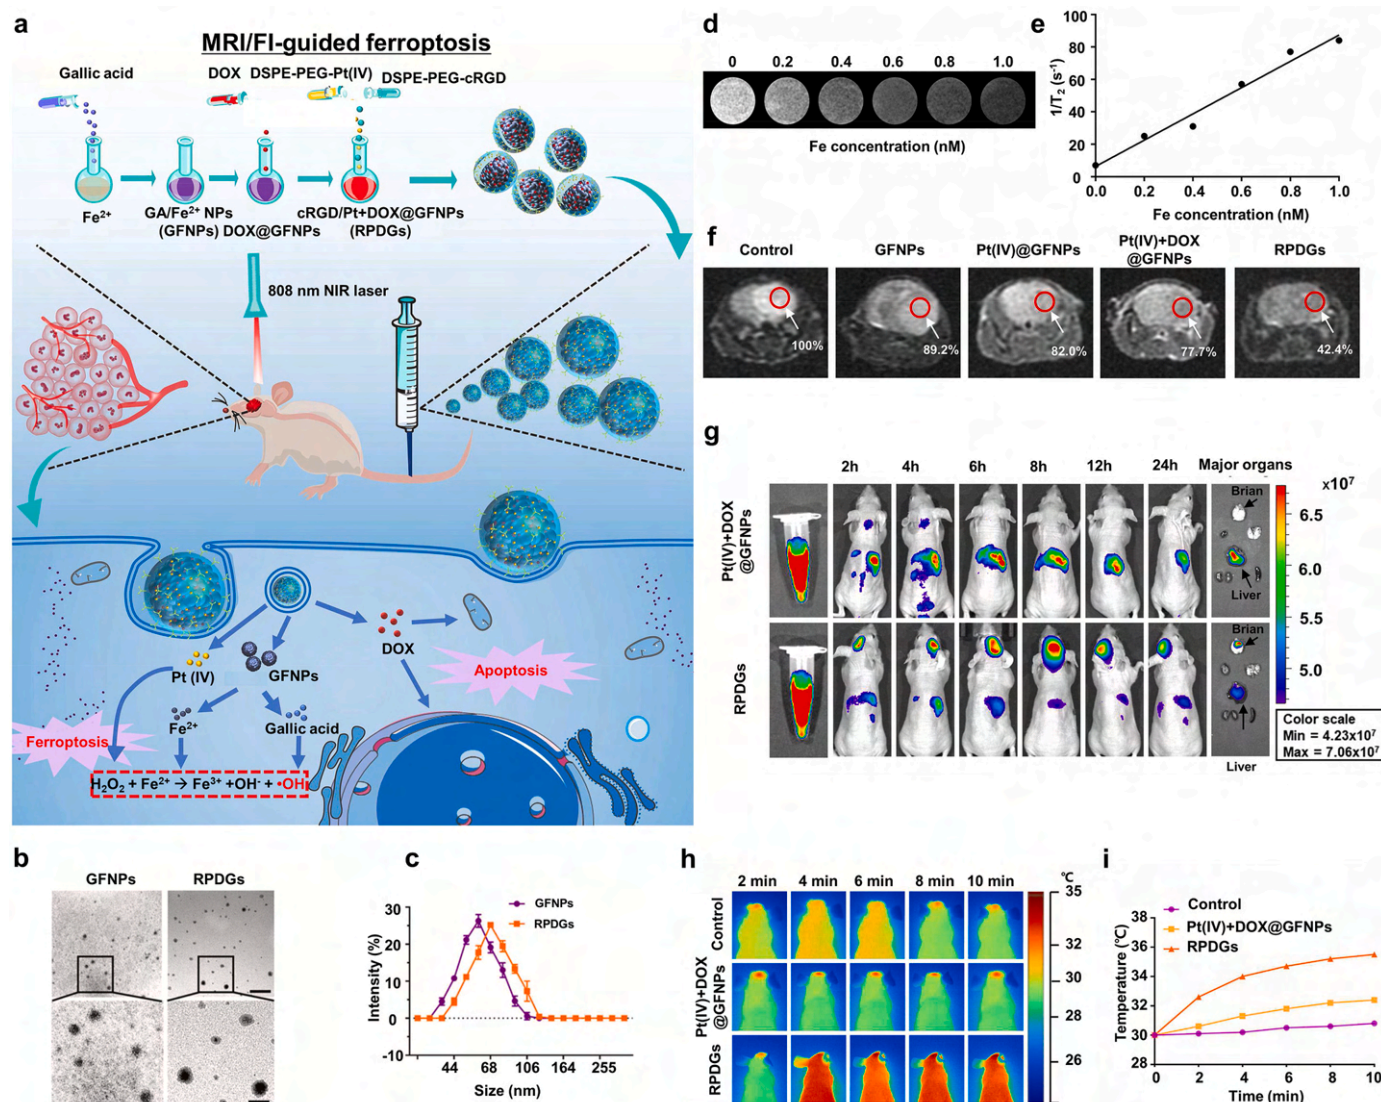 a
MRI/FI-guided ferroptosis
Gallic acid
DOX
DSPE-PEG-Pt(IV)
DSPE-PEG-cRGD
Fe²⁺
GA/Fe²⁺ NPs
(GFNPs)
DOX@GFNPs
cRGD/Pt+DOX@GFNPs
(RPDGs)
808 nm NIR laser
Pt (IV)
GFNPs
DOX
Apoptosis
Fe²⁺
Gallic acid
Ferroptosis
H₂O₂ + Fe²⁺ → Fe³⁺ +OH⁻ + •OH
b
GFNPs
RPDGs
c
GFNPs
RPDGs
Intensity (%)
30
20
10
0
-10
44 68 106 164 255
Size (nm)
d
0 0.2 0.4 0.6 0.8 1.0
Fe concentration (nM)
e
1/T₂ (s⁻¹)
100
80
60
40
20
0
0.0 0.2 0.4 0.6 0.8 1.0
Fe concentration (nM)
f
Control
GFNPs
Pt(IV)@GFNPs
Pt(IV)+DOX
@GFNPs
RPDGs
100%
89.2%
82.0%
77.7%
42.4%
g
2h 4h 6h 8h 12h 24h Major organs
Pt(IV)+DOX
@GFNPs
Brian
Liver
RPDGs
Brian
Liver
x10⁷
6.5
6.0
5.5
5.0
Color scale
Min = 4.23x10⁷
Max = 7.06x10⁷
h
2 min 4 min 6 min 8 min 10 min
Control
Pt(IV)+DOX
@GFNPs
RPDGs
℃
35
32
30
28
26
i
Control
Pt(IV)+DOX@GFNPs
RPDGs
Temperature (℃)
38
36
34
32
30
28
0 2 4 6 8 10
Time (min)